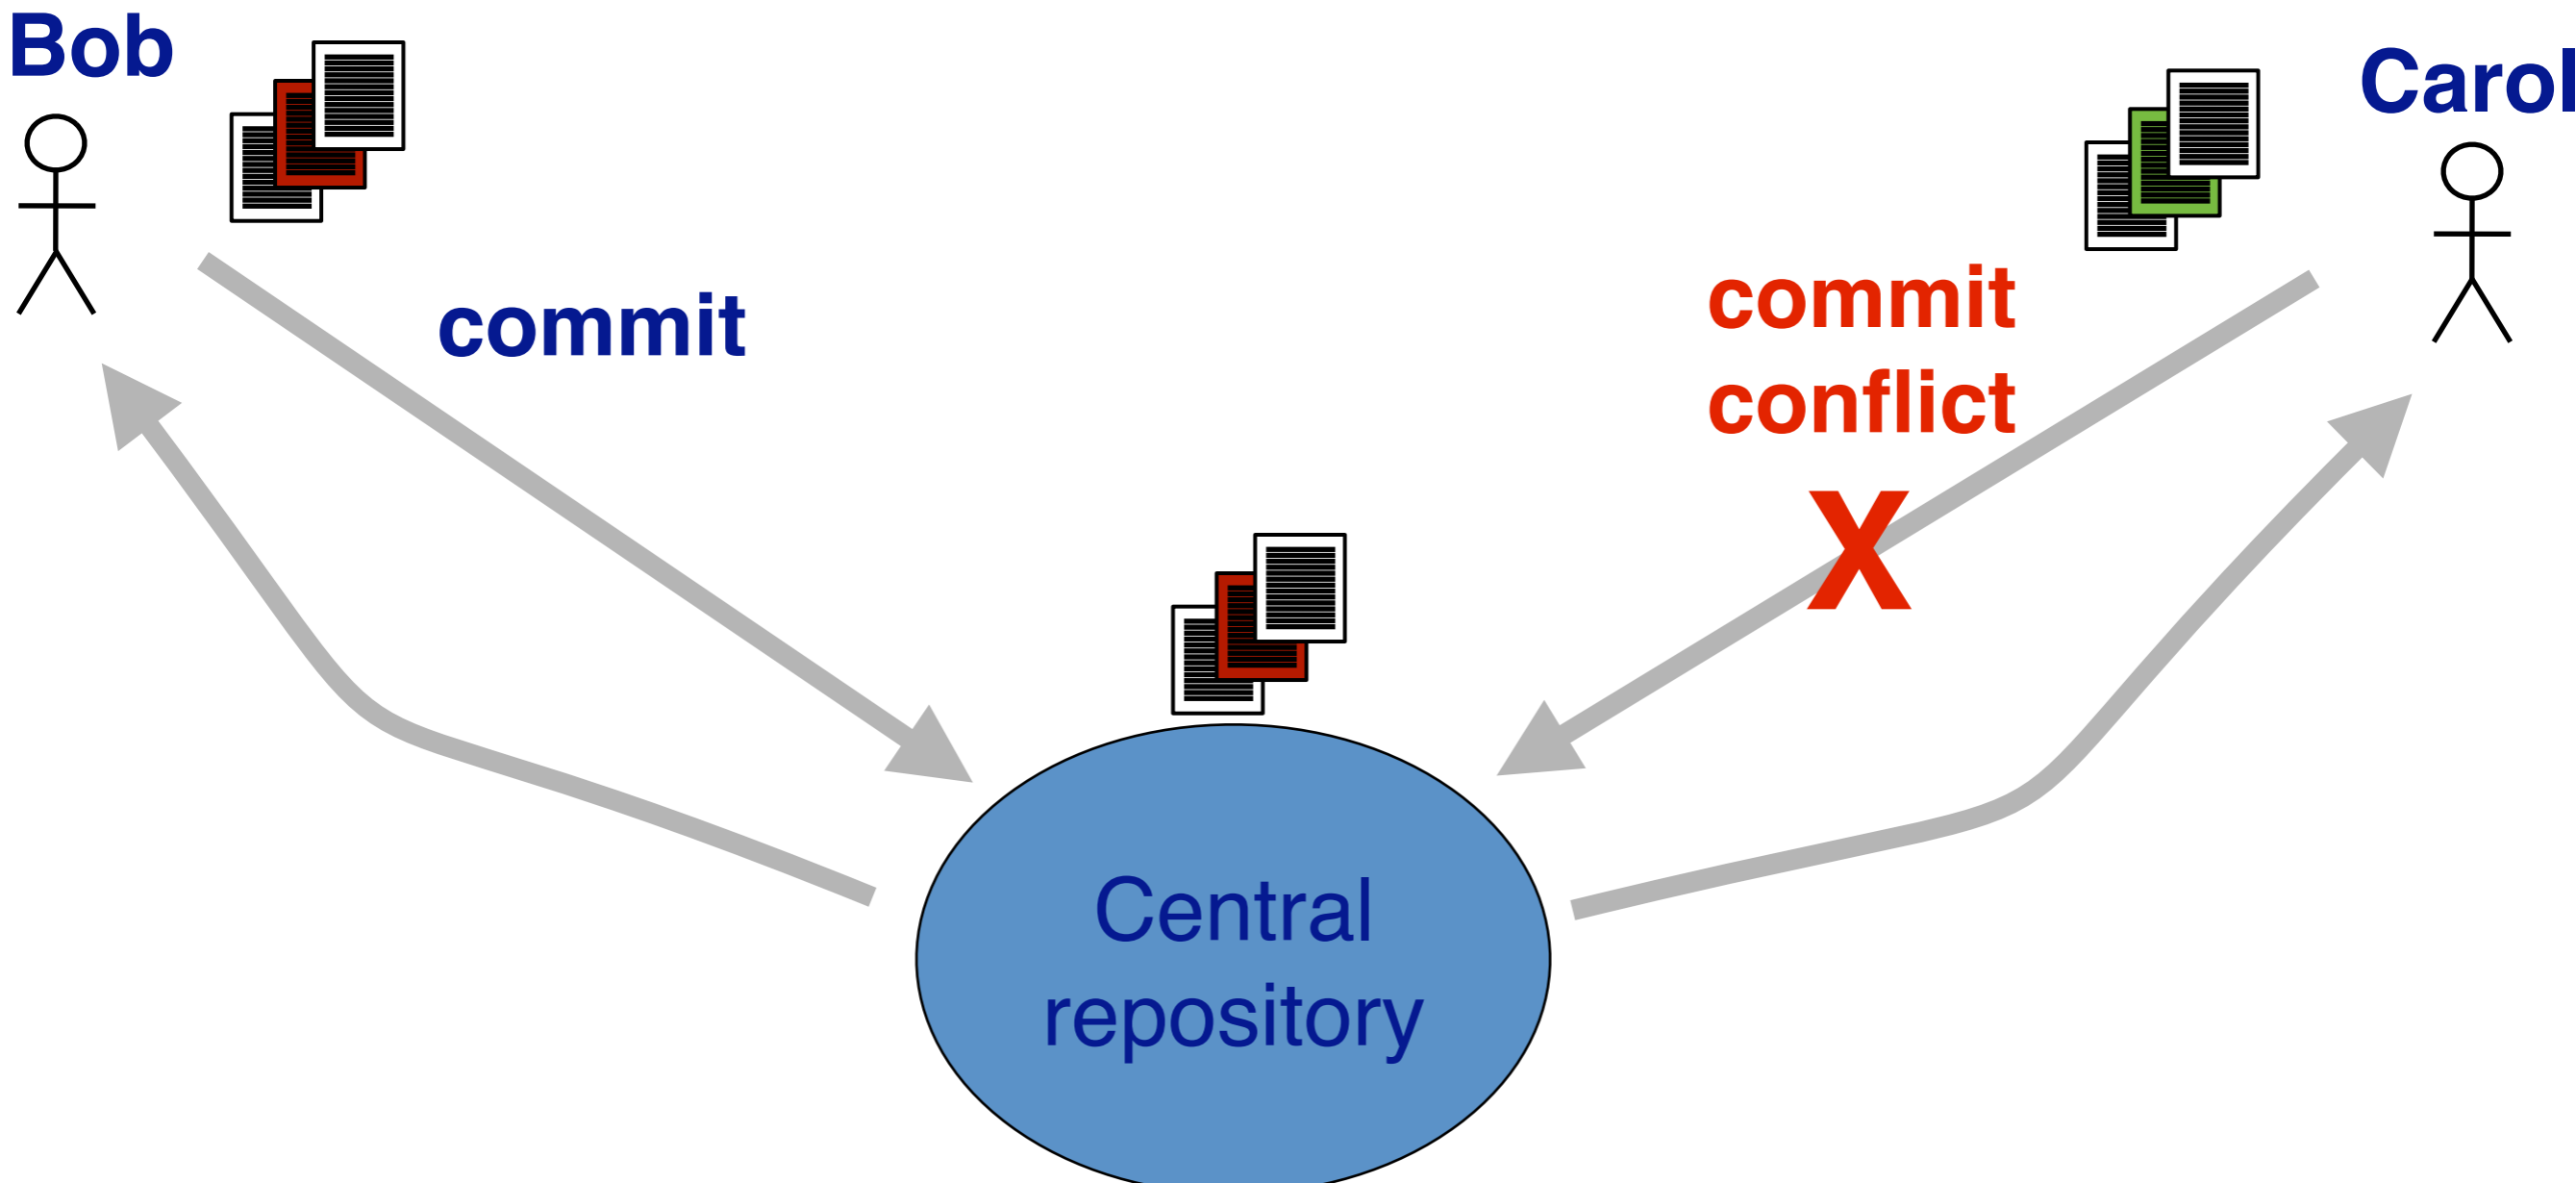 Bob
Carol
commit
commit
conflict
X
Central
repository